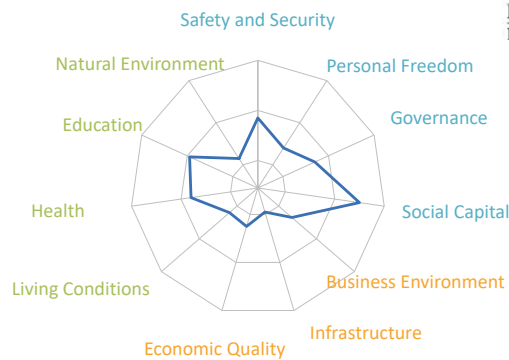 Safety and Security
Natural Environment
Personal Freedom
Education
Governance
Health
Social Capital
Living Conditions
Business Environment
Infrastructure
Economic Quality